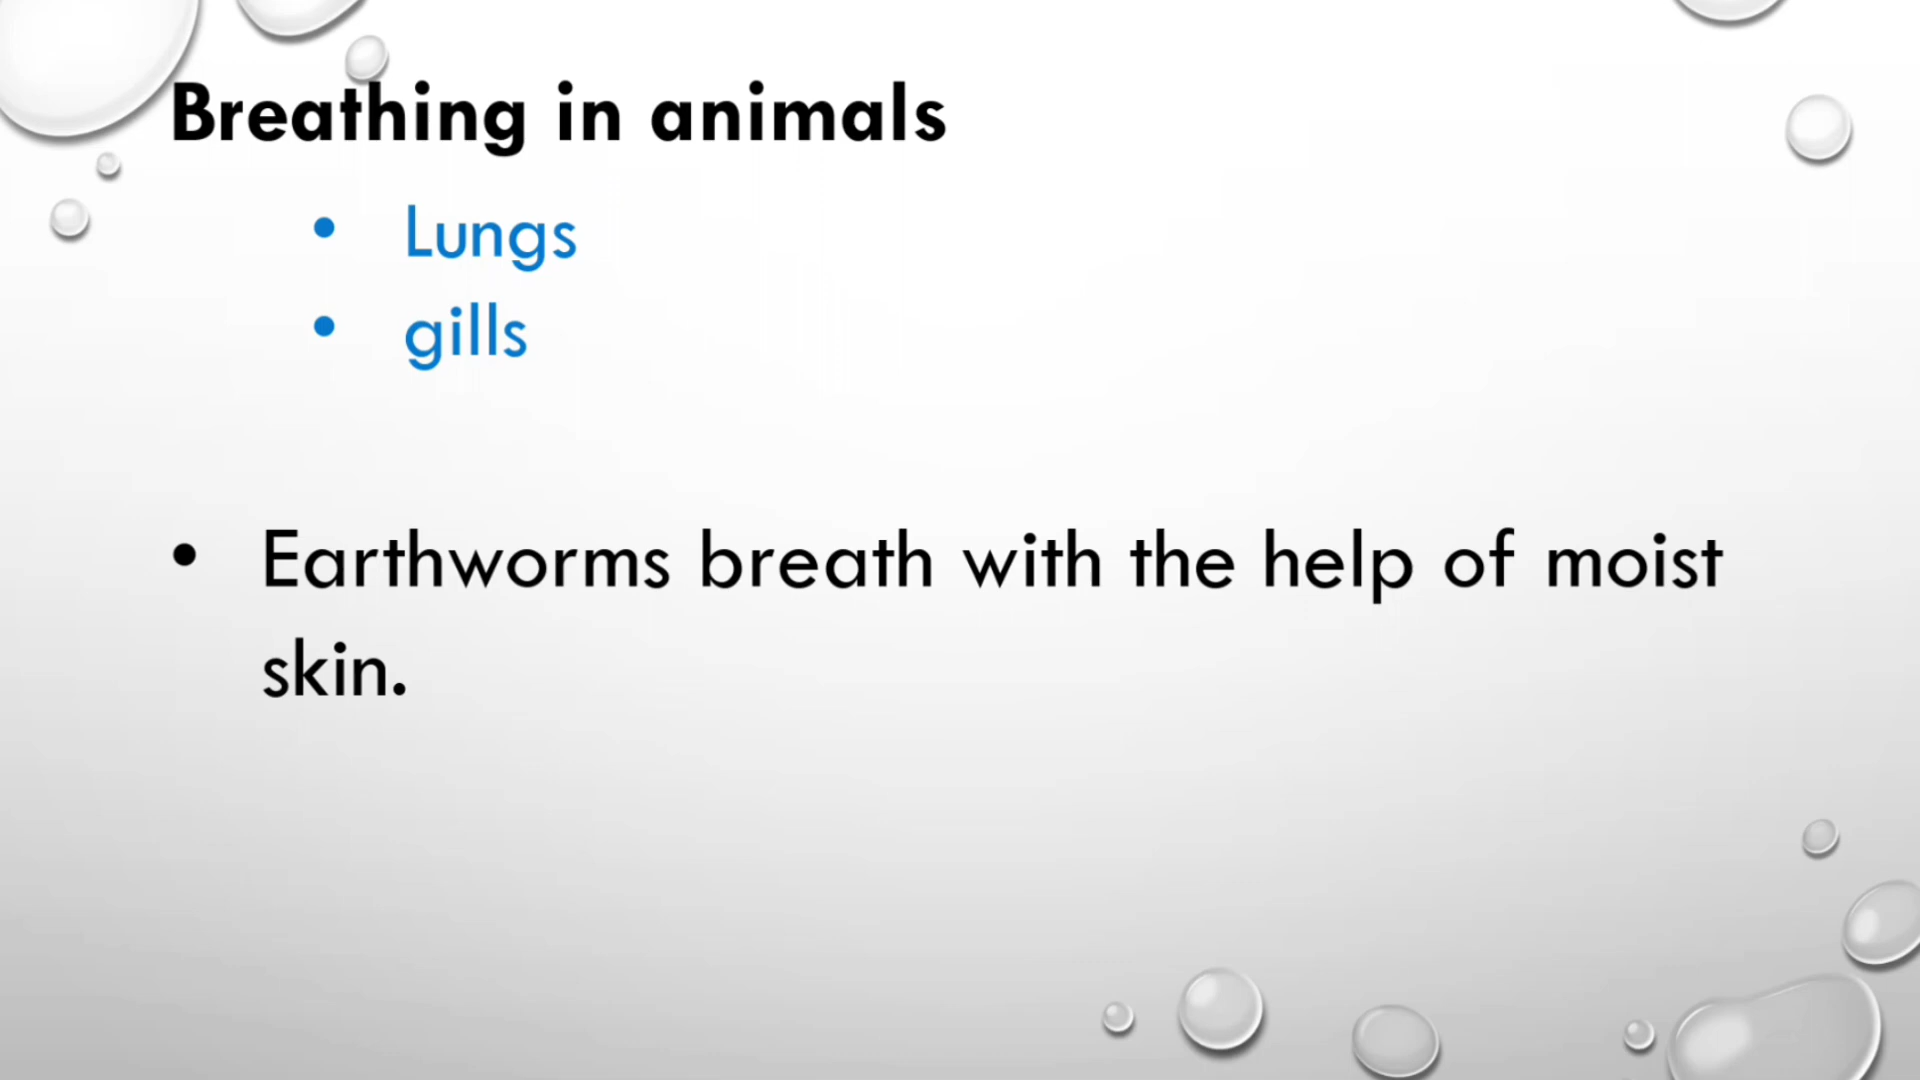 Breathing in animals
• Lungs
• gills
• Earthworms breath with the help of moist
skin.